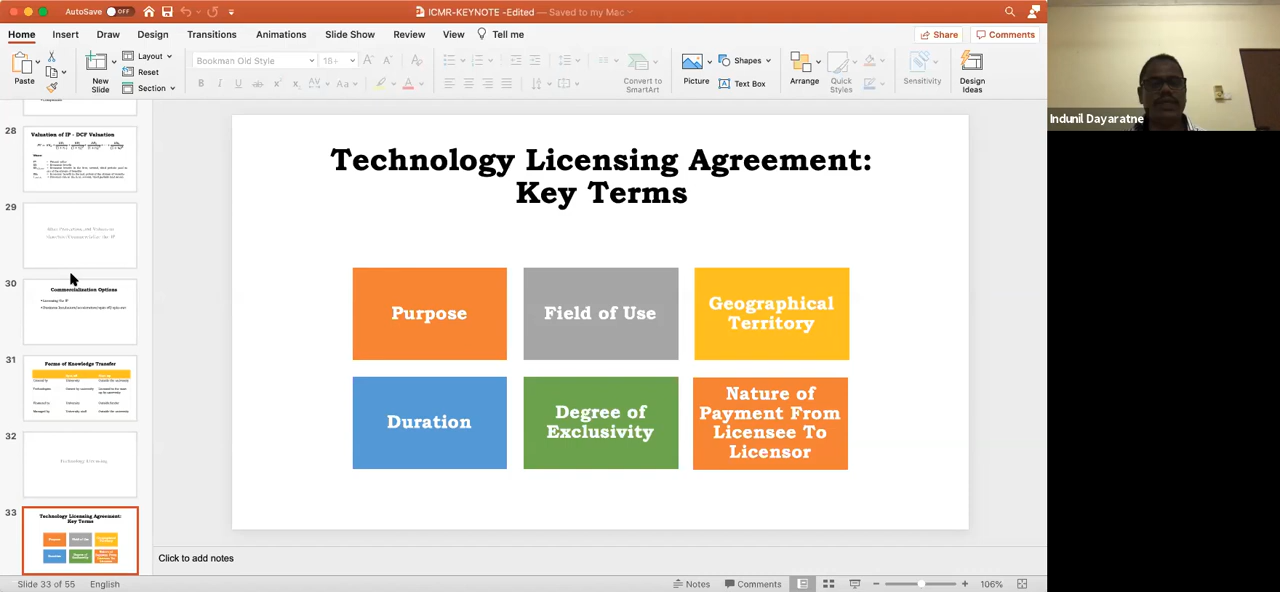 AutoSave OFF
ICMR-KEYNOTE -Edited — Saved to my Mac
Home Insert Draw Design Transitions Animations Slide Show Review View Tell me Share Comments
Paste
New Slide
Layout
Reset
Section
Bookman Old Style 18+
Convert to SmartArt
Picture
Shapes
Text Box
Arrange
Quick Styles
Sensitivity
Design Ideas
Indunil Dayaratne
28
Valuation of IP - DCF Valuation
29
30
Commercialization Options
31
Forms of Knowledge Transfer
32
Technology Licensing
33
Technology Licensing Agreement:
Key Terms
Technology Licensing Agreement:
Key Terms
Purpose
Field of Use
Geographical
Territory
Duration
Degree of
Exclusivity
Nature of
Payment From
Licensee To
Licensor
Click to add notes
Slide 33 of 55 English Notes Comments 106%